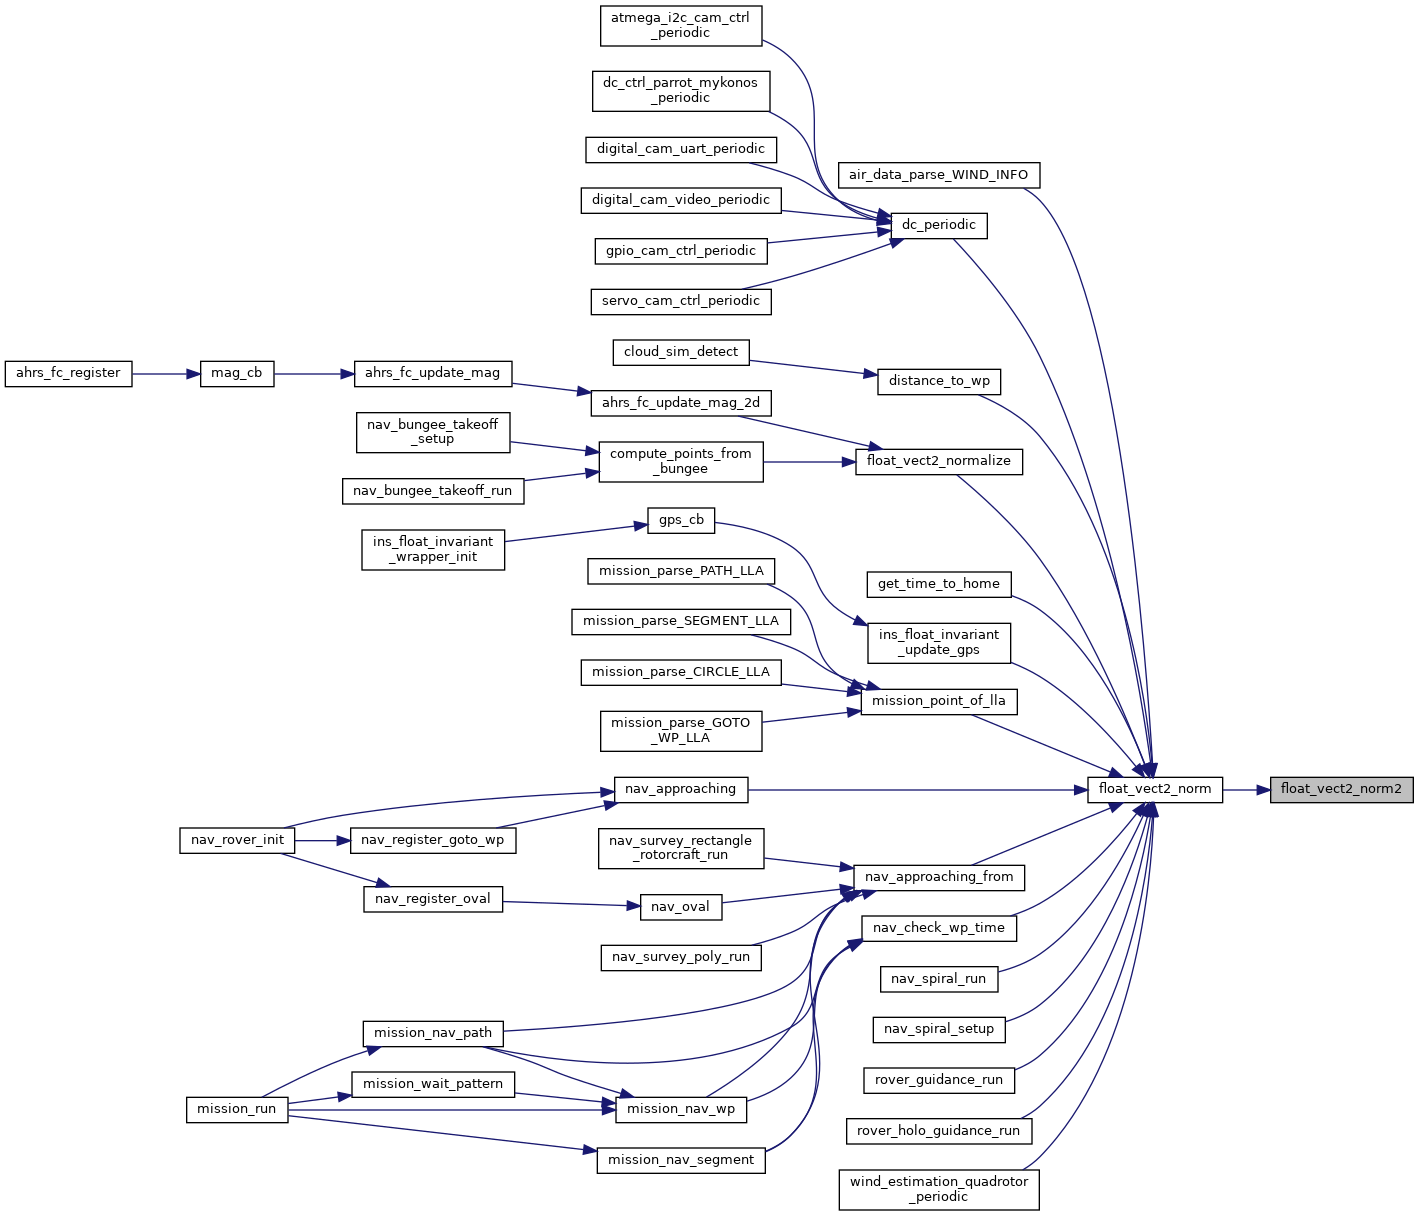 atmega_i2c_cam_ctrl
_periodic
dc_ctrl_parrot_mykonos
_periodic
digital_cam_uart_periodic
air_data_parse_WIND_INFO
digital_cam_video_periodic
dc_periodic
gpio_cam_ctrl_periodic
servo_cam_ctrl_periodic
cloud_sim_detect
ahrs_fc_register
mag_cb
ahrs_fc_update_mag
distance_to_wp
ahrs_fc_update_mag_2d
nav_bungee_takeoff
_setup
compute_points_from
_bungee
float_vect2_normalize
nav_bungee_takeoff_run
gps_cb
ins_float_invariant
_wrapper_init
mission_parse_PATH_LLA
get_time_to_home
mission_parse_SEGMENT_LLA
ins_float_invariant
_update_gps
mission_parse_CIRCLE_LLA
mission_point_of_lla
mission_parse_GOTO
_WP_LLA
nav_approaching
float_vect2_norm
float_vect2_norm2
nav_rover_init
nav_register_goto_wp
nav_survey_rectangle
_rotorcraft_run
nav_approaching_from
nav_register_oval
nav_oval
nav_check_wp_time
nav_survey_poly_run
nav_spiral_run
mission_nav_path
nav_spiral_setup
mission_wait_pattern
rover_guidance_run
mission_run
mission_nav_wp
rover_holo_guidance_run
mission_nav_segment
wind_estimation_quadrotor
_periodic